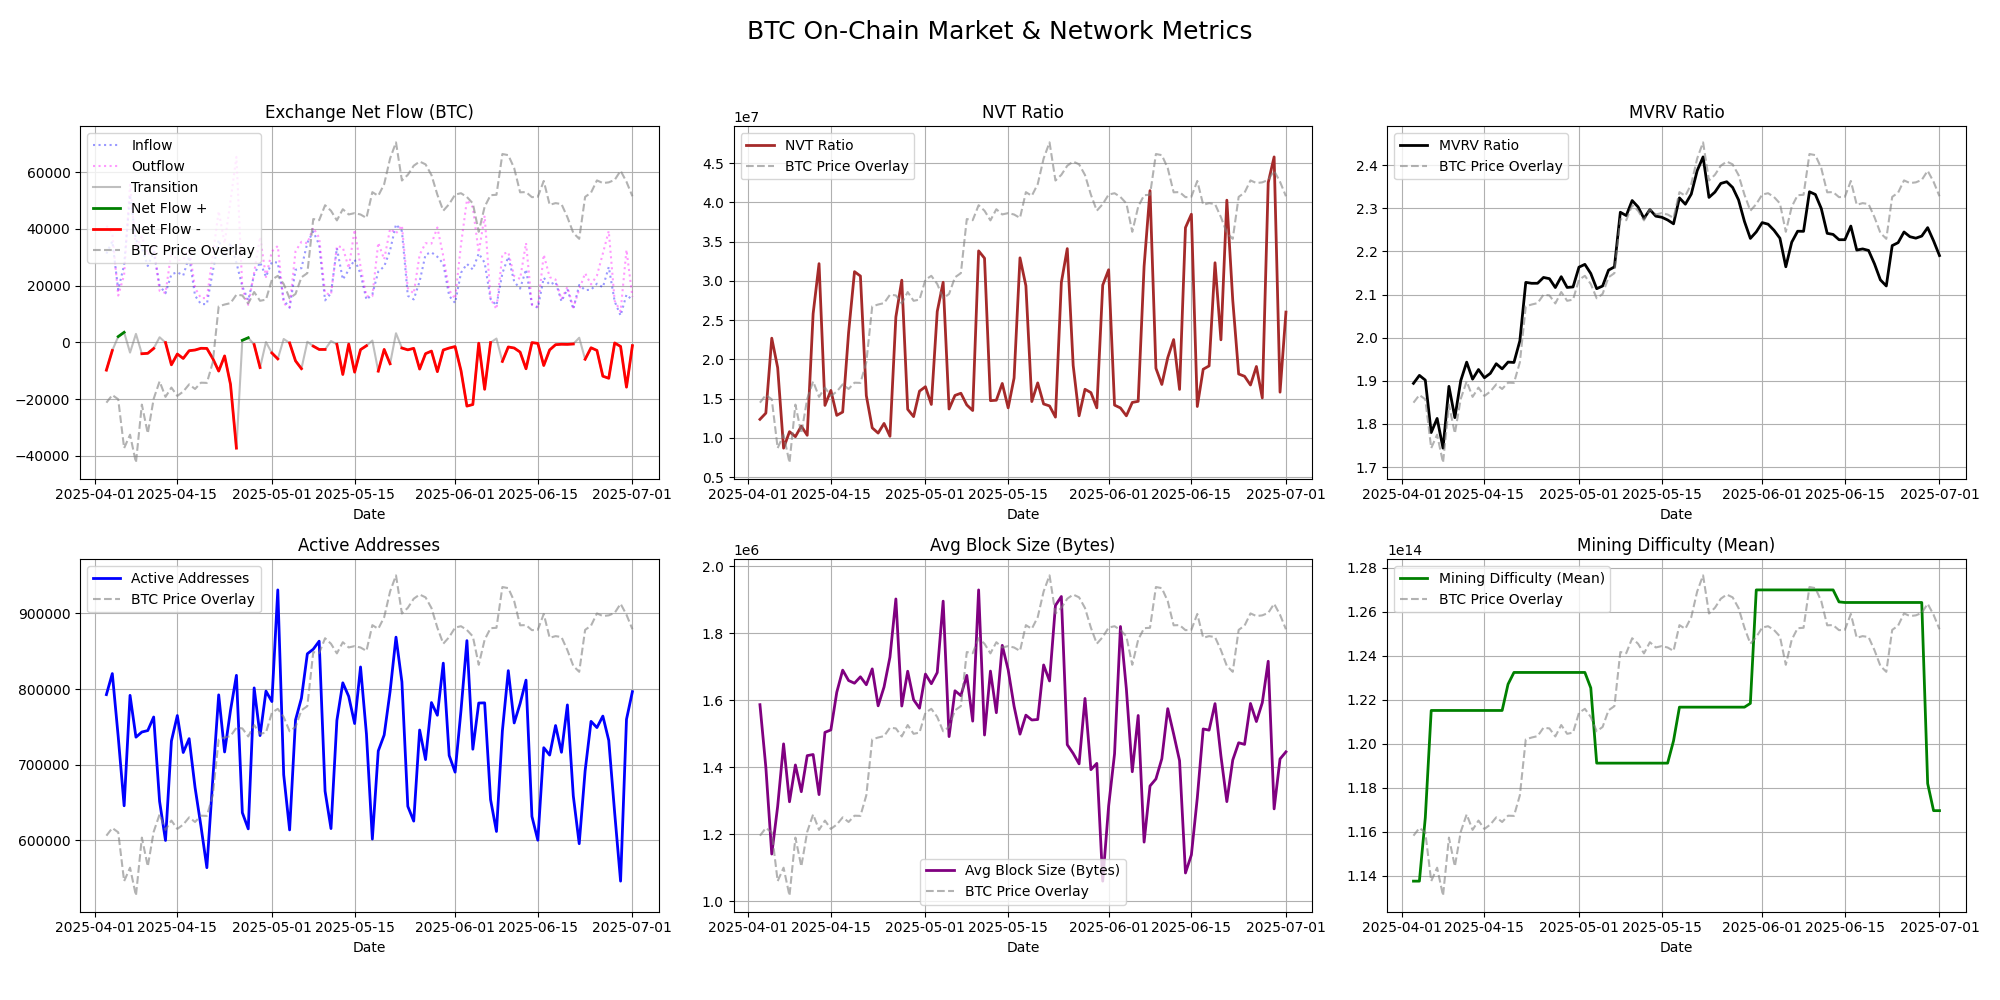 BTC On-Chain Market & Network Metrics
Exchange Net Flow (BTC)
Inflow
Outflow
Transition
Net Flow +
Net Flow -
BTC Price Overlay
60000
40000
20000
0
−20000
−40000
2025-04-01 2025-04-15 2025-05-01 2025-05-15 2025-06-01 2025-06-15 2025-07-01
Date
NVT Ratio
1e7
NVT Ratio
BTC Price Overlay
4.5
4.0
3.5
3.0
2.5
2.0
1.5
1.0
0.5
2025-04-01 2025-04-15 2025-05-01 2025-05-15 2025-06-01 2025-06-15 2025-07-01
Date
MVRV Ratio
MVRV Ratio
BTC Price Overlay
2.4
2.3
2.2
2.1
2.0
1.9
1.8
1.7
2025-04-01 2025-04-15 2025-05-01 2025-05-15 2025-06-01 2025-06-15 2025-07-01
Date
Active Addresses
Active Addresses
BTC Price Overlay
900000
800000
700000
600000
2025-04-01 2025-04-15 2025-05-01 2025-05-15 2025-06-01 2025-06-15 2025-07-01
Date
Avg Block Size (Bytes)
1e6
2.0
1.8
1.6
1.4
1.2
1.0
Avg Block Size (Bytes)
BTC Price Overlay
2025-04-01 2025-04-15 2025-05-01 2025-05-15 2025-06-01 2025-06-15 2025-07-01
Date
Mining Difficulty (Mean)
1e14
Mining Difficulty (Mean)
BTC Price Overlay
1.28
1.26
1.24
1.22
1.20
1.18
1.16
1.14
2025-04-01 2025-04-15 2025-05-01 2025-05-15 2025-06-01 2025-06-15 2025-07-01
Date